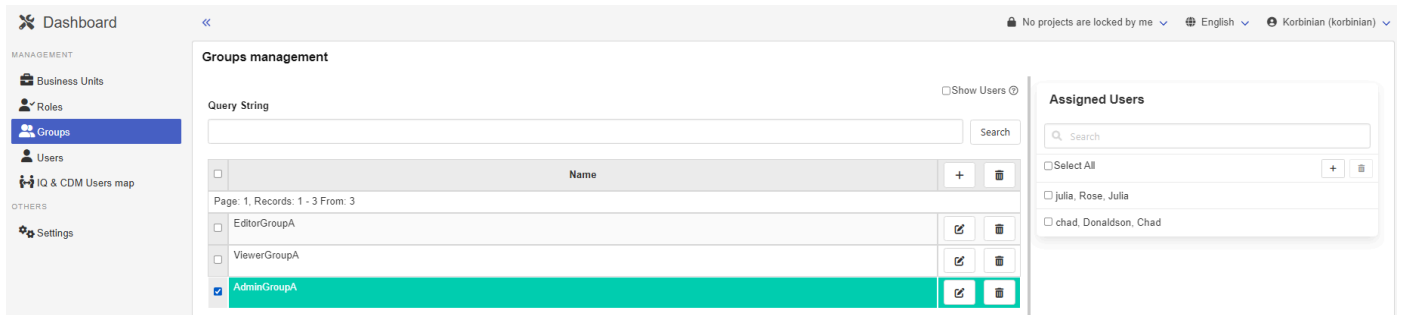 Dashboard
No projects are locked by me
English
Korbinian (korbinian)
MANAGEMENT
Business Units
Roles
Groups
Users
IQ & CDM Users map
OTHERS
Settings
Groups management
Show Users
Query String
Search
Name
Page: 1, Records: 1 - 3 From: 3
EditorGroupA
ViewerGroupA
AdminGroupA
Assigned Users
Search
Select All
julia, Rose, Julia
chad, Donaldson, Chad